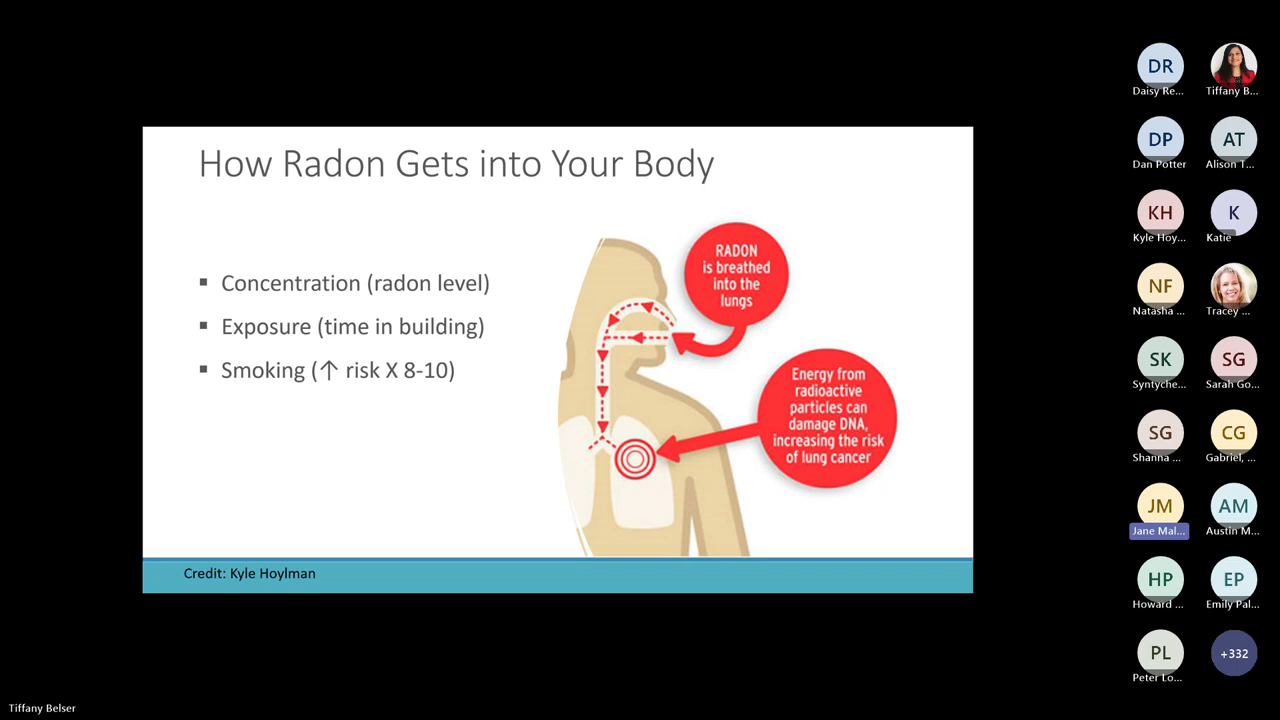 How Radon Gets into Your Body
▪ Concentration (radon level)
▪ Exposure (time in building)
▪ Smoking (↑ risk X 8-10)
RADON
is breathed
into the
lungs
Energy from
radioactive
particles can
damage DNA,
increasing the risk
of lung cancer
Credit: Kyle Hoylman
DR
Daisy Re...
Tiffany B...
DP
Dan Potter
AT
Alison T...
KH
Kyle Hoy...
K
Katie
NF
Natasha ...
Tracey ...
SK
Syntyche...
SG
Sarah Go...
SG
Shanna ...
CG
Gabriel, ...
JM
Jane Mal...
AM
Austin M...
HP
Howard ...
EP
Emily Pal...
PL
Peter Lo...
+332
Tiffany Belser